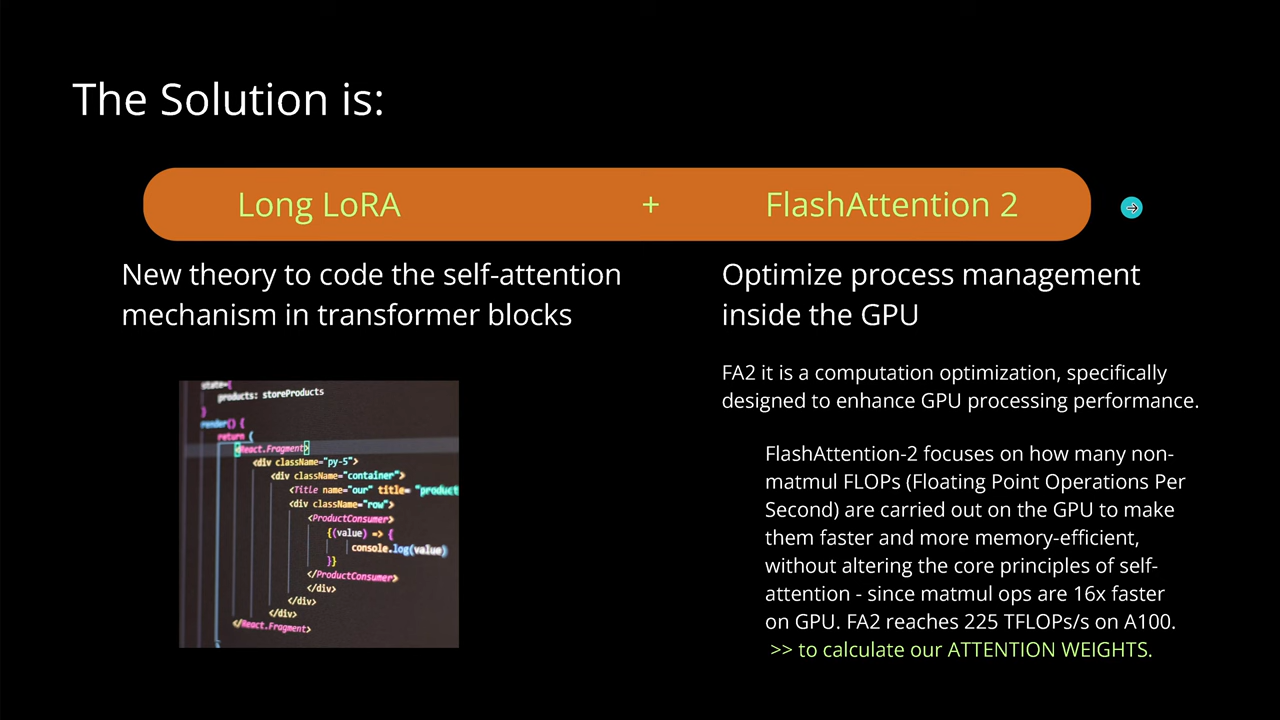 The Solution is:
Long LoRA + FlashAttention 2
New theory to code the self-attention
mechanism in transformer blocks
Optimize process management
inside the GPU
FA2 it is a computation optimization, specifically
designed to enhance GPU processing performance.
FlashAttention-2 focuses on how many non-
matmul FLOPs (Floating Point Operations Per
Second) are carried out on the GPU to make
them faster and more memory-efficient,
without altering the core principles of self-
attention - since matmul ops are 16x faster
on GPU. FA2 reaches 225 TFLOPs/s on A100.
>> to calculate our ATTENTION WEIGHTS.
state={
products: storeProducts
}
render() {
return (
<React.Fragment>
<div className="py-5">
<div className="container">
<Title name="our" title= "product
<div className="row">
<ProductConsumer>
{(value) => {
console.log(value)
}}
</ProductConsumer>
</div>
</div>
</div>
</React.Fragment>